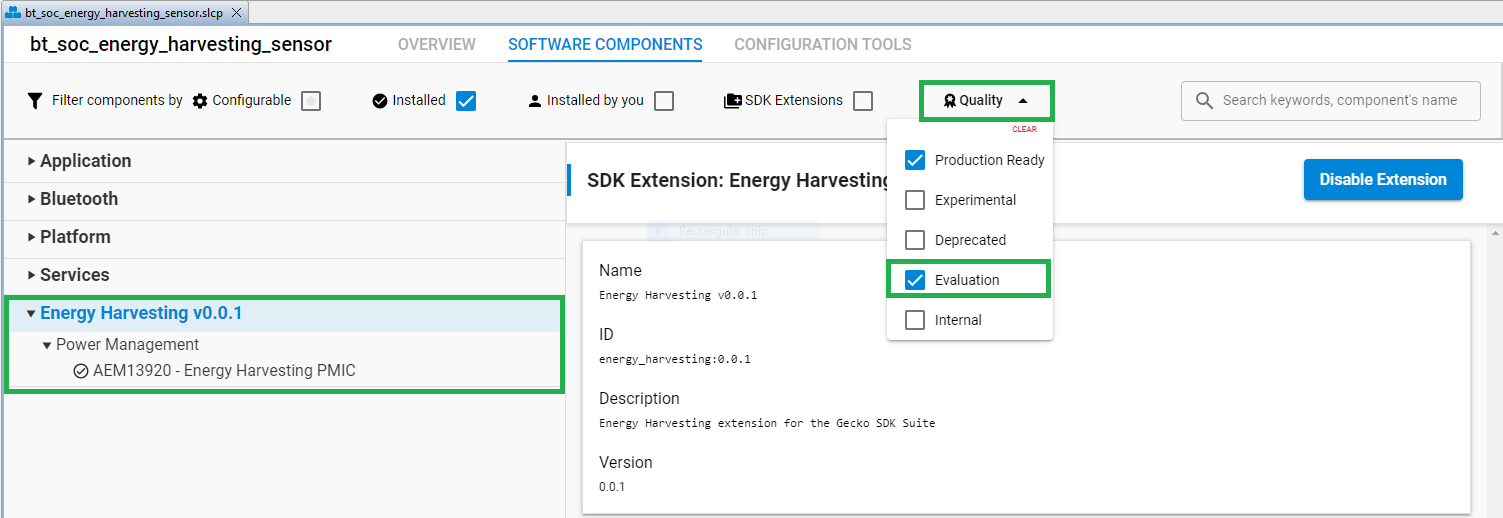 bt_soc_energy_harvesting_sensor.slcp
bt_soc_energy_harvesting_sensor OVERVIEW SOFTWARE COMPONENTS CONFIGURATION TOOLS
Filter components by Configurable Installed Installed by you SDK Extensions Quality Search keywords, component's name
CLEAR
Production Ready
Experimental
Deprecated
Evaluation
Internal
Application
Bluetooth
Platform
Services
Energy Harvesting v0.0.1
Power Management
AEM13920 - Energy Harvesting PMIC
SDK Extension: Energy Harvesting
Disable Extension
Rectangular Snip
Name
Energy Harvesting v0.0.1
ID
energy_harvesting:0.0.1
Description
Energy Harvesting extension for the Gecko SDK Suite
Version
0.0.1